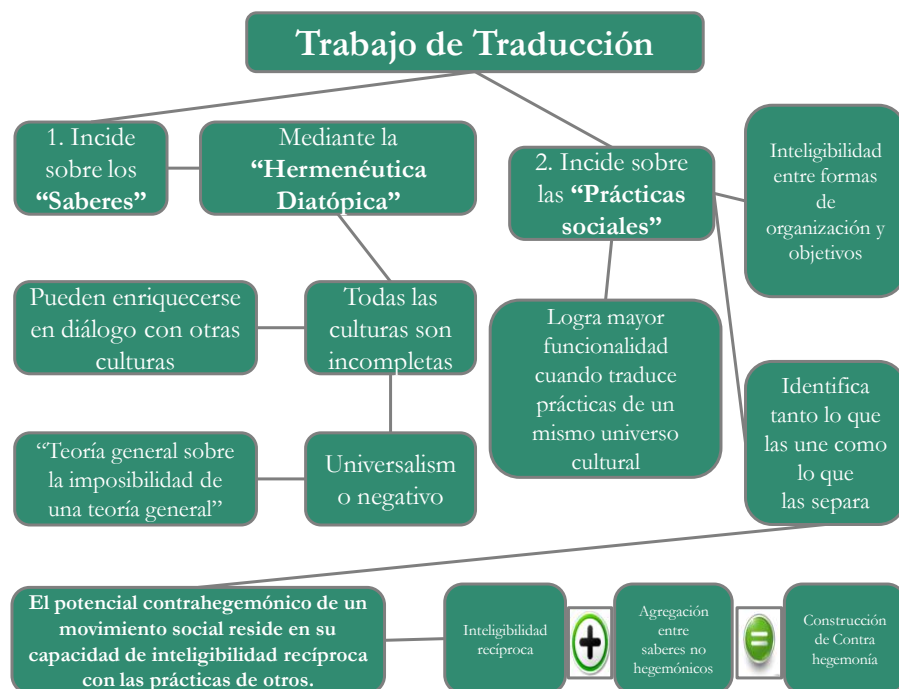 Trabajo de Traducción
1. Incide
sobre los
“Saberes”
Mediante la
“Hermenéutica
Diatópica”
2. Incide sobre
las “Prácticas
sociales”
Inteligibilidad
entre formas
de
organización y
objetivos
Pueden enriquecerse
en diálogo con otras
culturas
Todas las
culturas son
incompletas
Logra mayor
funcionalidad
cuando traduce
prácticas de un
mismo universo
cultural
Identifica
tanto lo que
las une como
lo que
las separa
“Teoría general sobre
la imposibilidad de
una teoría general”
Universalism
o negativo
El potencial contrahegemónico de un
movimiento social reside en su
capacidad de inteligibilidad recíproca
con las prácticas de otros.
Inteligibilidad
recíproca
+
Agregación
entre
saberes no
hegemónicos
=
Construcción
de Contra
hegemonía